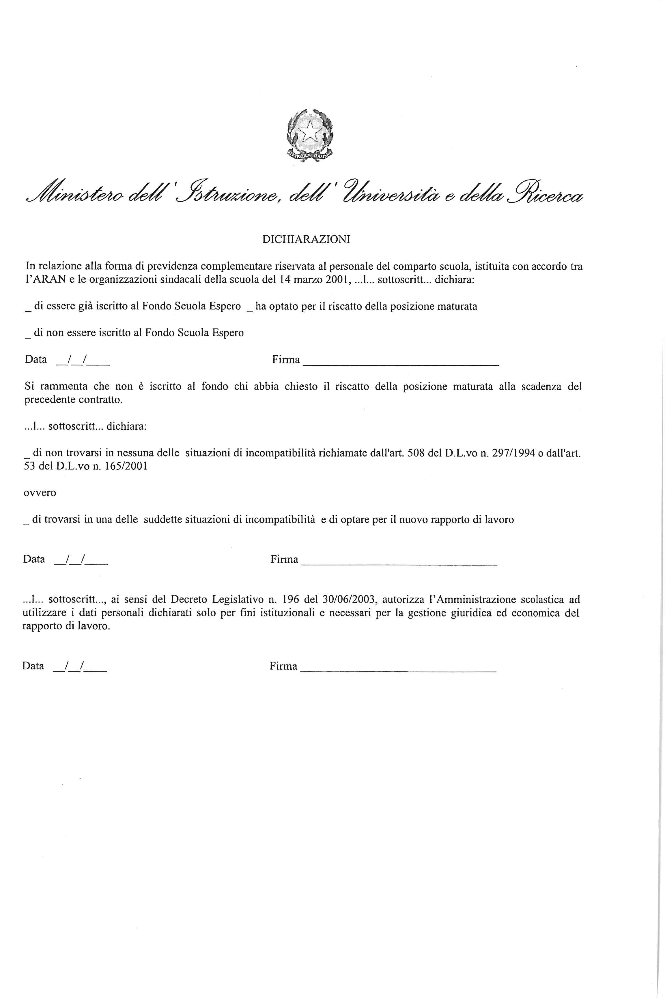 Ministero dell'Istruzione, dell'Università e della Ricerca
DICHIARAZIONI
In relazione alla forma di previdenza complementare riservata al personale del comparto scuola, istituita con accordo tra
l'ARAN e le organizzazioni sindacali della scuola del 14 marzo 2001, ...l... sottoscritt... dichiara:
_ di essere già iscritto al Fondo Scuola Espero _ ha optato per il riscatto della posizione maturata
_ di non essere iscritto al Fondo Scuola Espero
Data __/__/____ Firma _________________________________
Si rammenta che non è iscritto al fondo chi abbia chiesto il riscatto della posizione maturata alla scadenza del
precedente contratto.
...l... sottoscritt... dichiara:
_ di non trovarsi in nessuna delle situazioni di incompatibilità richiamate dall'art. 508 del D.L.vo n. 297/1994 o dall'art.
53 del D.L.vo n. 165/2001
ovvero
_ di trovarsi in una delle suddette situazioni di incompatibilità e di optare per il nuovo rapporto di lavoro
Data __/__/____ Firma _________________________________
...l... sottoscritt..., ai sensi del Decreto Legislativo n. 196 del 30/06/2003, autorizza l'Amministrazione scolastica ad
utilizzare i dati personali dichiarati solo per fini istituzionali e necessari per la gestione giuridica ed economica del
rapporto di lavoro.
Data __/__/____ Firma _________________________________